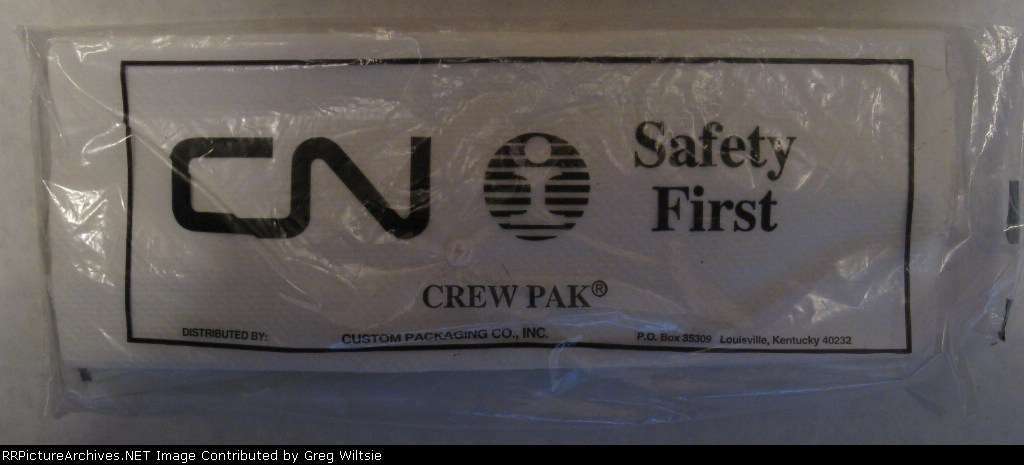 CN
Safety
First
CREW PAK®
DISTRIBUTED BY: CUSTOM PACKAGING CO., INC. P.O. Box 35309 Louisville, Kentucky 40232
RRPictureArchives.NET Image Contributed by Greg Wiltsie